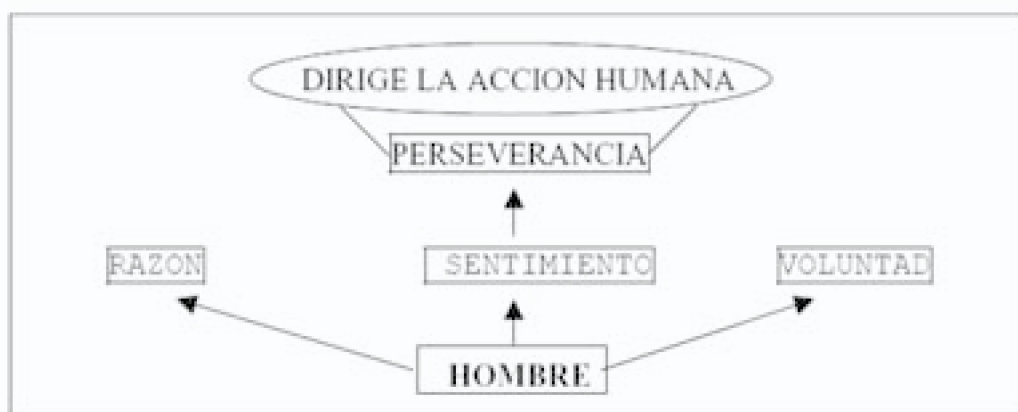 DIRIGE LA ACCION HUMANA
PERSEVERANCIA
RAZON
SENTIMIENTO
VOLUNTAD
HOMBRE